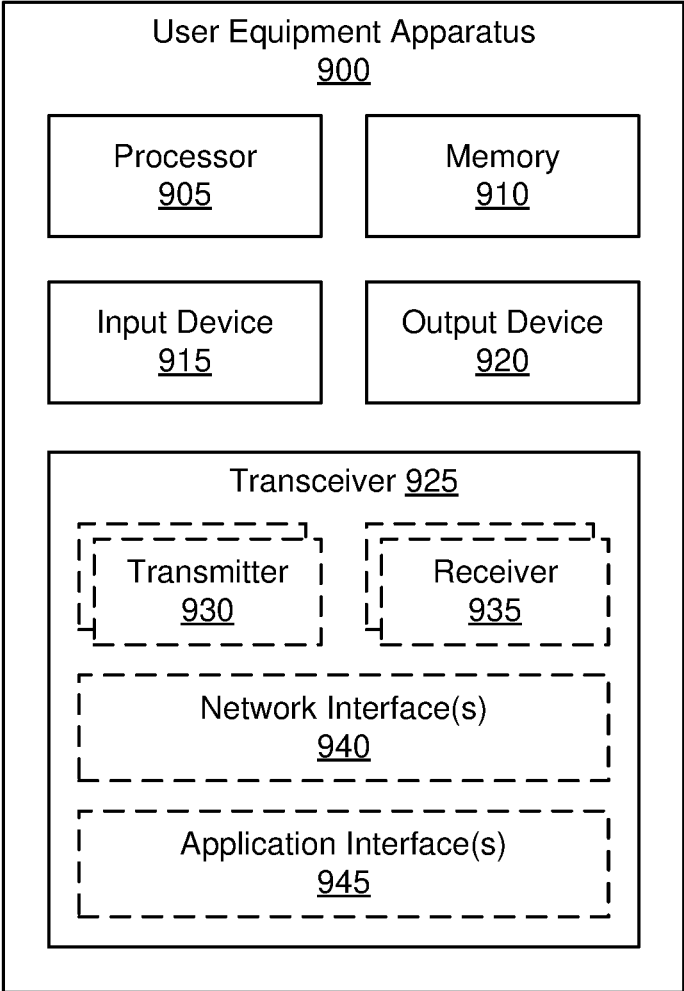 User Equipment Apparatus
900
Processor
905
Memory
910
Input Device
915
Output Device
920
Transceiver 925
Transmitter
930
Receiver
935
Network Interface(s)
940
Application Interface(s)
945